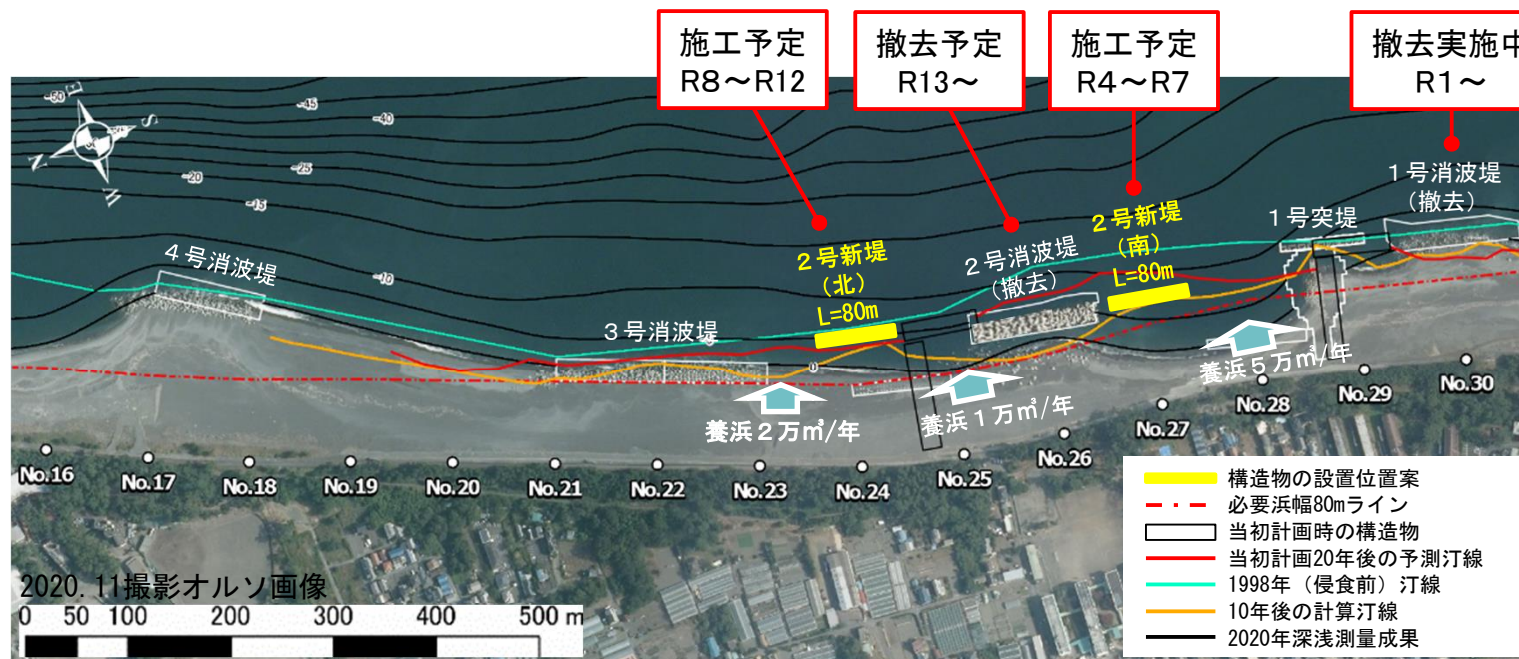 施工予定
R8～R12
撤去予定
R13～
施工予定
R4～R7
撤去実施中
R1～
-50
-45
-40
-25
-20
-15
-10
E
S
N
W
4号消波堤
3号消波堤
2号新堤
(北)
L=80m
2号消波堤
(撤去)
2号新堤
(南)
L=80m
1号突堤
1号消波堤
(撤去)
0
養浜2万㎥/年
養浜1万㎥/年
養浜5万㎥/年
No.16
No.17
No.18
No.19
No.20
No.21
No.22
No.23
No.24
No.25
No.26
No.27
No.28
No.29
No.30
構造物の設置位置案
必要浜幅80mライン
当初計画時の構造物
当初計画20年後の予測汀線
1998年（侵食前）汀線
10年後の計算汀線
2020年深浅測量成果
2020.11撮影オルソ画像
0 50 100 200 300 400 500 m